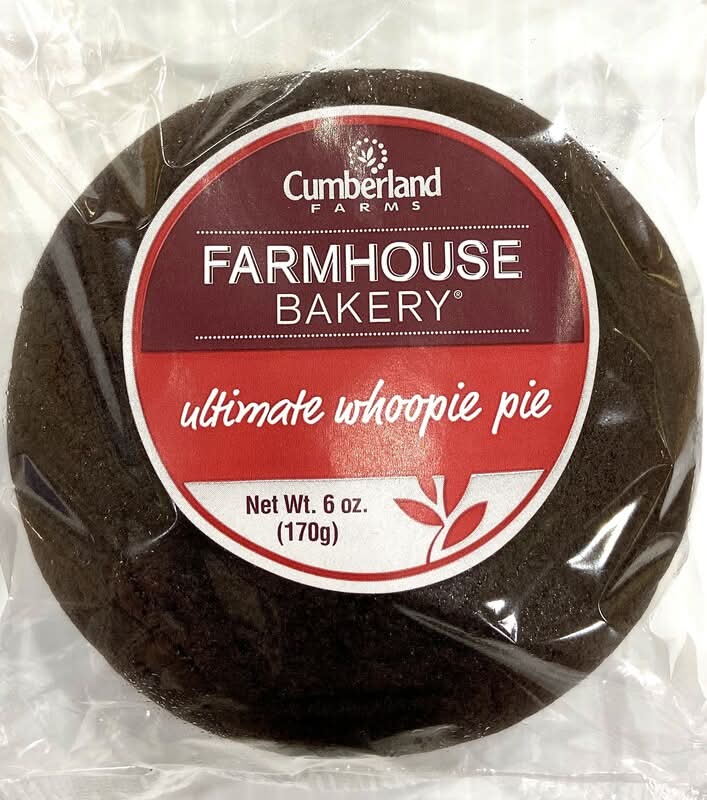 Cumberland
FARMS
FARMHOUSE
BAKERY®
ultimate whoopie pie
Net Wt. 6 oz.
(170g)